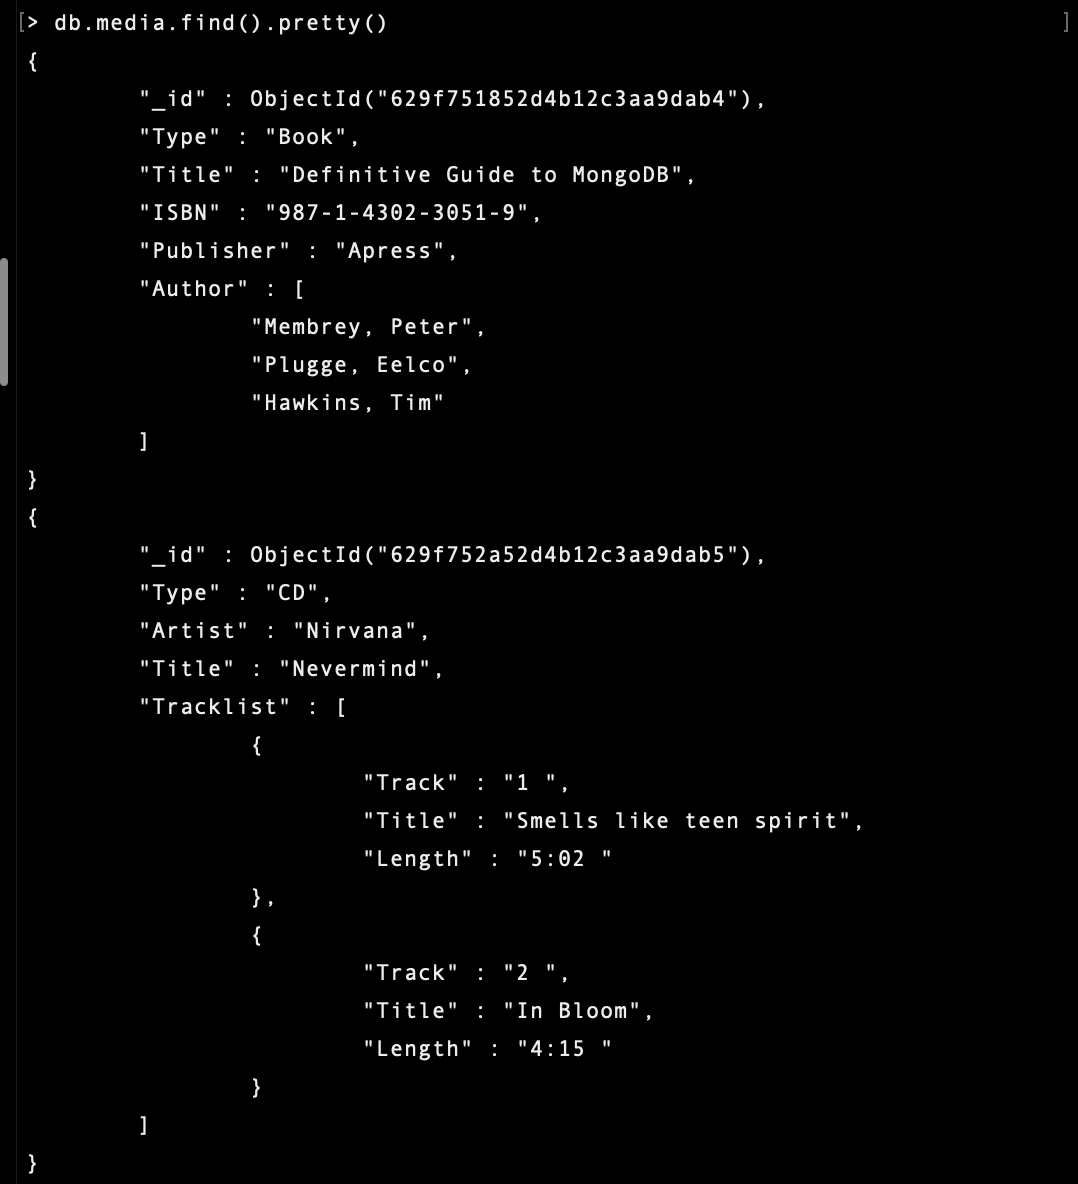 [> db.media.find().pretty() ]
{
        "_id" : ObjectId("629f751852d4b12c3aa9dab4"),
        "Type" : "Book",
        "Title" : "Definitive Guide to MongoDB",
        "ISBN" : "987-1-4302-3051-9",
        "Publisher" : "Apress",
        "Author" : [
                "Membrey, Peter",
                "Plugge, Eelco",
                "Hawkins, Tim"
        ]
}
{
        "_id" : ObjectId("629f752a52d4b12c3aa9dab5"),
        "Type" : "CD",
        "Artist" : "Nirvana",
        "Title" : "Nevermind",
        "Tracklist" : [
                {
                        "Track" : "1 ",
                        "Title" : "Smells like teen spirit",
                        "Length" : "5:02 "
                },
                {
                        "Track" : "2 ",
                        "Title" : "In Bloom",
                        "Length" : "4:15 "
                }
        ]
}